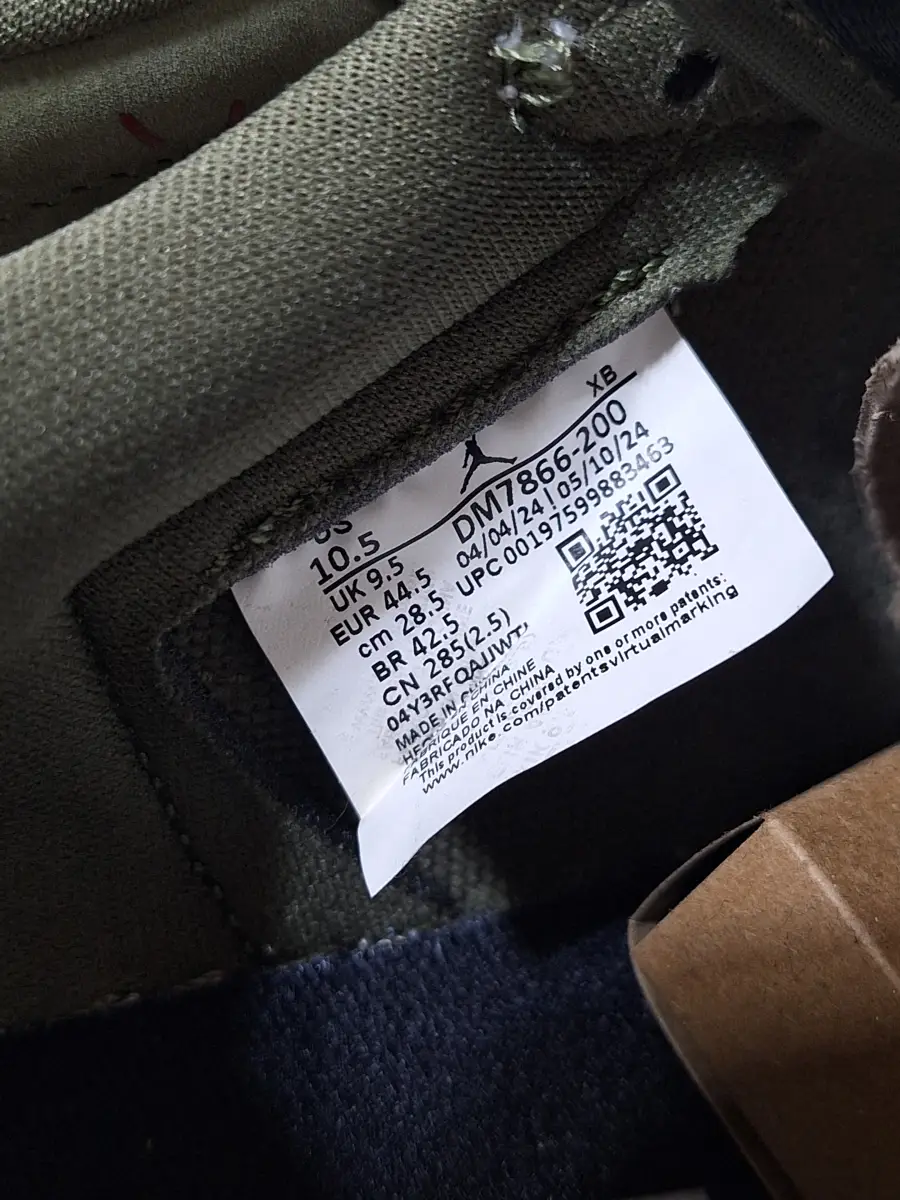 XB
US
10.5
UK 9.5
EUR 44.5
cm 28.5
BR 42.5
CN 285(2.5)
DM7866-200
04/04/24 | 05/10/24
UPC 00197599883463
MADE IN CHINA
FABRIQUE EN CHINE
FABRICADO NA CHINA
This product is covered by one or more patents:
www.nike.com/patentsvirtualmarking